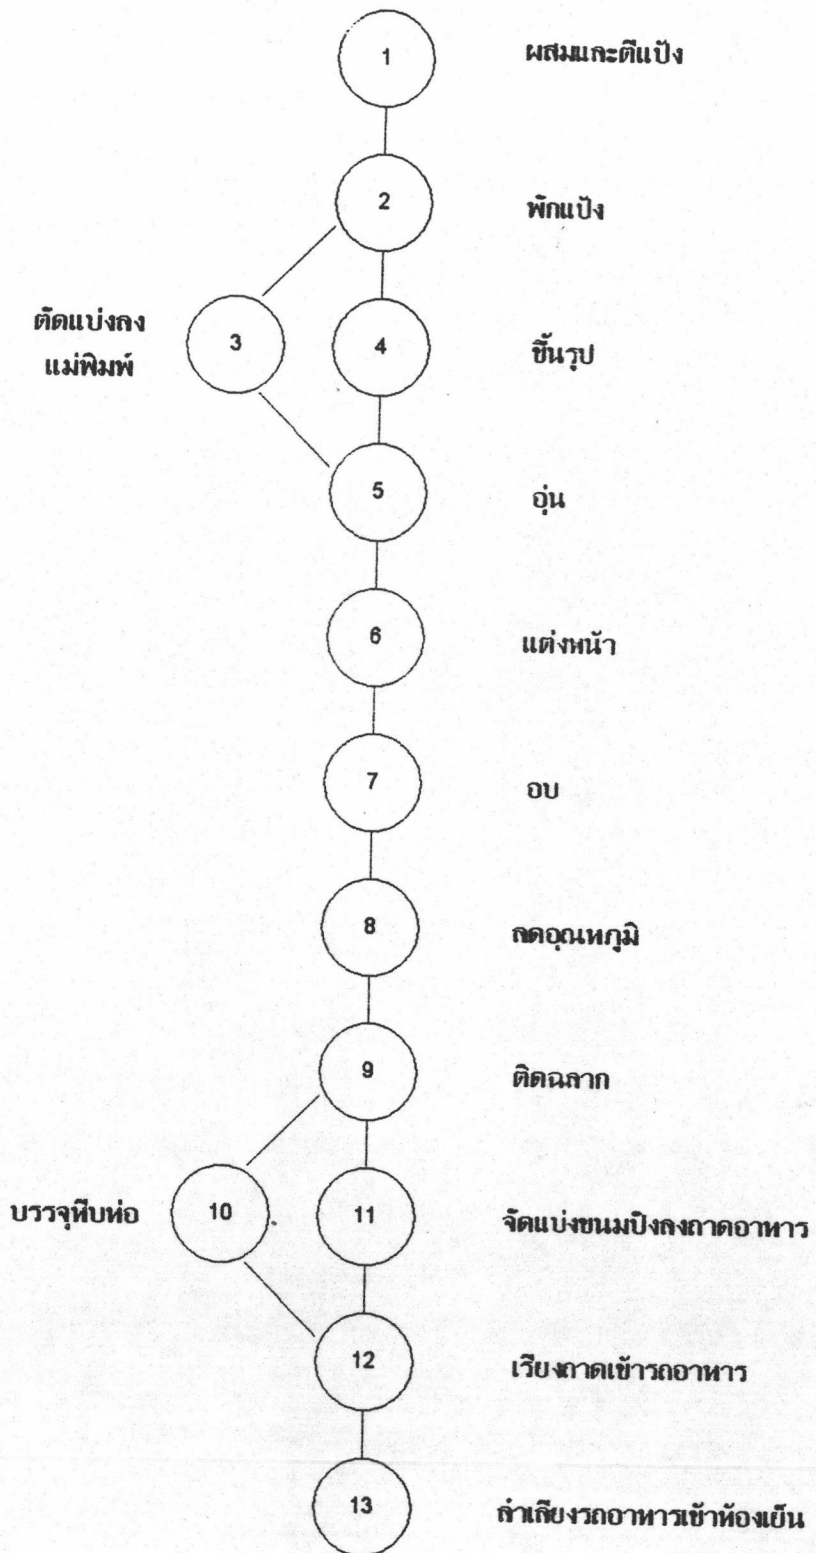 1
ผสมและตีแป้ง
2
พักแป้ง
ตัดแบ่งลง
แม่พิมพ์
3
4
ขึ้นรูป
5
อุ่น
6
แต่งหน้า
7
อบ
8
ลดอุณหภูมิ
9
ติดฉลาก
บรรจุหีบห่อ
10
11
จัดแบ่งขนมปังลงถาดอาหาร
12
เรียงถาดเข้ารถอาหาร
13
ลำเลียงรถอาหารเข้าห้องเย็น